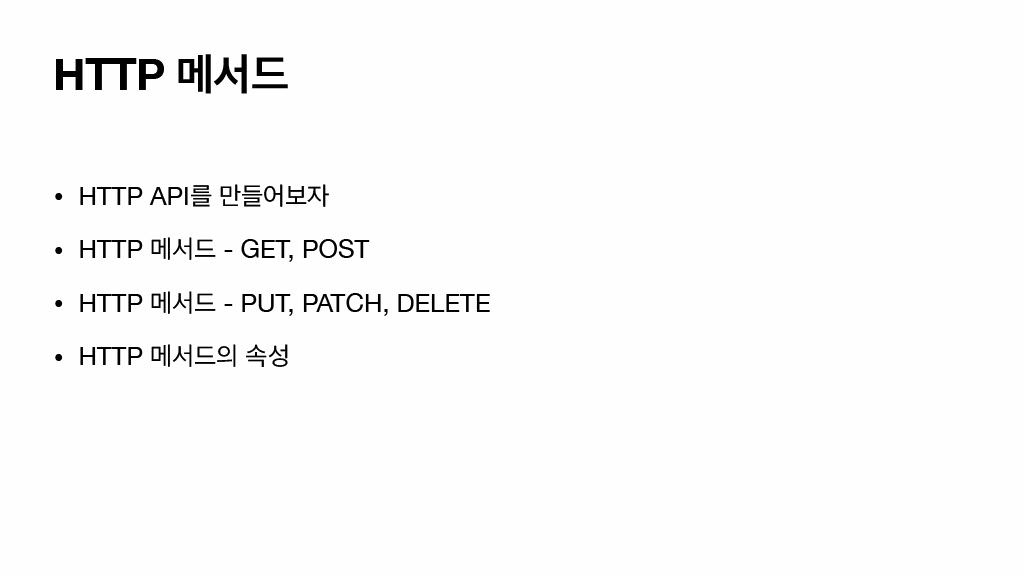 HTTP 메서드
• HTTP API를 만들어보자
• HTTP 메서드 - GET, POST
• HTTP 메서드 - PUT, PATCH, DELETE
• HTTP 메서드의 속성